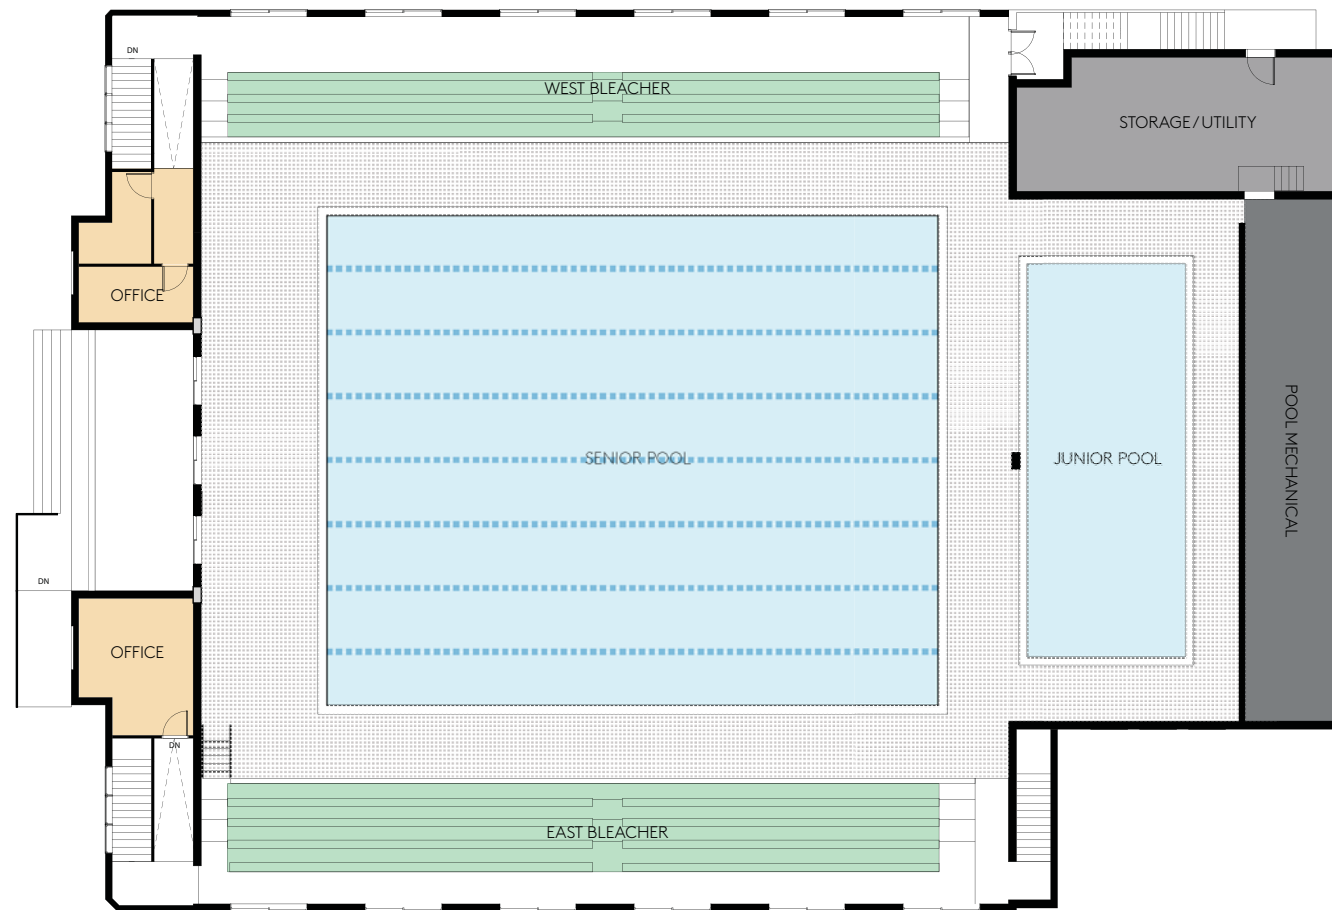 DN
WEST BLEACHER
STORAGE/UTILITY
OFFICE
SENIOR POOL
JUNIOR POOL
POOL MECHANICAL
DN
OFFICE
DN
EAST BLEACHER